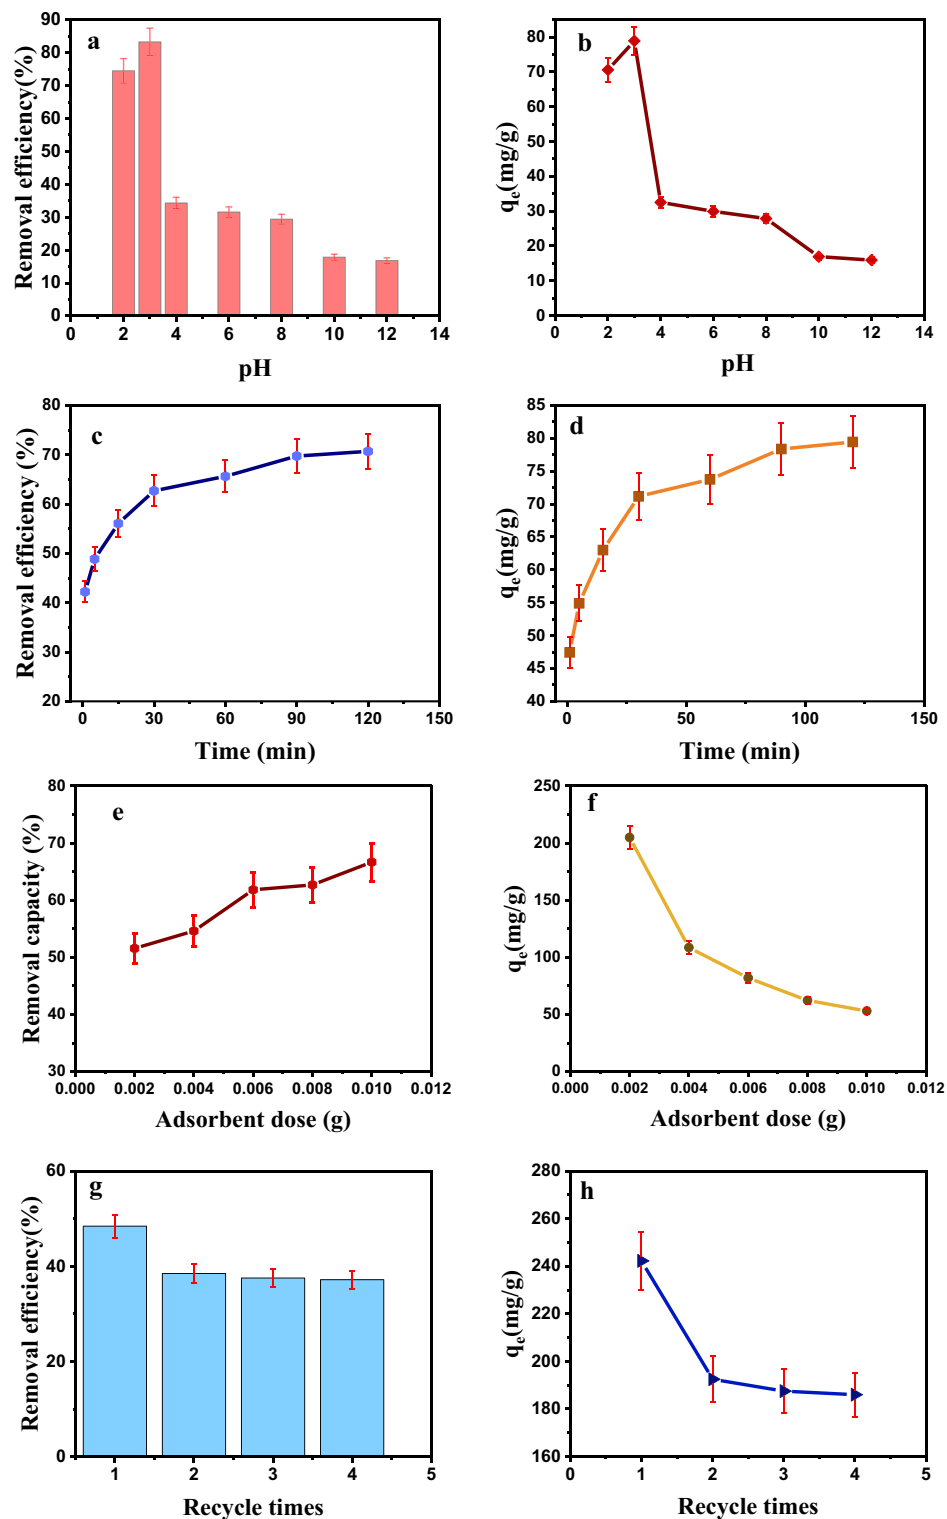 a
Removal efficiency(%)
90
80
70
60
50
40
30
20
10
0
0 2 4 6 8 10 12 14
pH
b
qe(mg/g)
80
70
60
50
40
30
20
10
0
0 2 4 6 8 10 12 14
pH
c
Removal efficiency (%)
80
70
60
50
40
30
20
0 30 60 90 120 150
Time (min)
d
qe(mg/g)
85
80
75
70
65
60
55
50
45
40
0 50 100 150
Time (min)
e
Removal capacity (%)
80
70
60
50
40
30
0.000 0.002 0.004 0.006 0.008 0.010 0.012
Adsorbent dose (g)
f
qe(mg/g)
250
200
150
100
50
0
0.000 0.002 0.004 0.006 0.008 0.010 0.012
Adsorbent dose (g)
g
Removal efficiency(%)
60
40
20
0
1 2 3 4 5
Recycle times
h
qe(mg/g)
280
260
240
220
200
180
160
0 1 2 3 4 5
Recycle times